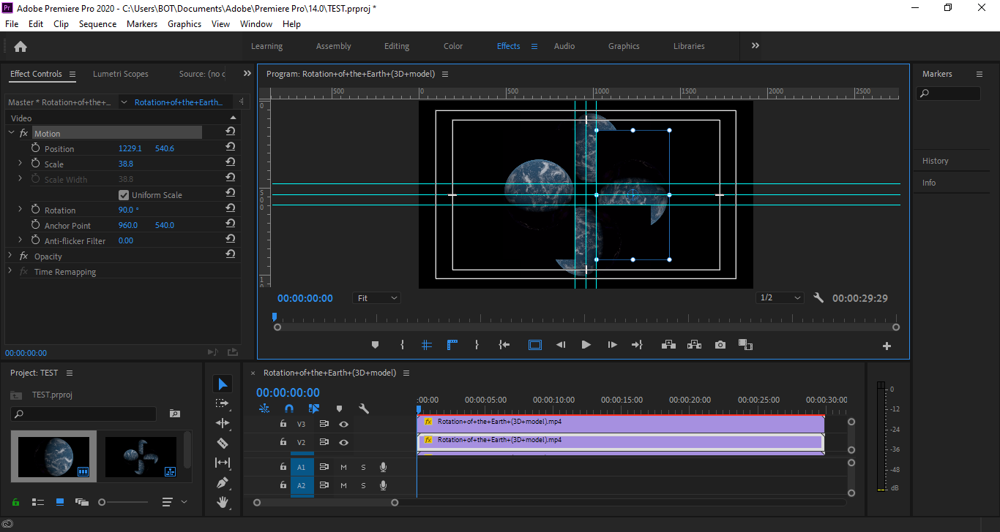 Pr Adobe Premiere Pro 2020 - C:\Users\BOT\Documents\Adobe\Premiere Pro\14.0\TEST.prproj *
File Edit Clip Sequence Markers Graphics View Window Help
Learning Assembly Editing Color Effects Audio Graphics Libraries
Effect Controls Lumetri Scopes Source: (no c
Master * Rotation+of+the+... Rotation+of+the+Earth...
Video
fx Motion
Position 1229.1 540.6
Scale 38.8
Scale Width 38.8
Uniform Scale
Rotation 90.0 °
Anchor Point 960.0 540.0
Anti-flicker Filter 0.00
fx Opacity
fx Time Remapping
00:00:00:00
Program: Rotation+of+the+Earth+(3D+model)
500 0 500 1000 1500 2000 2500
0
500
1
00:00:00:00 Fit 1/2 00:00:29:29
Markers
History
Info
Project: TEST
TEST.prproj
× Rotation+of+the+Earth+(3D+model)
00:00:00:00
:00:00 00:00:05:00 00:00:10:00 00:00:15:00 00:00:20:00 00:00:25:00 00:00:30:00
V3 fx Rotation+of+the+Earth+(3D+model).mp4
V2 fx Rotation+of+the+Earth+(3D+model).mp4
A1 M S
A2 M S
0
-12
-24
-36
-48
dB